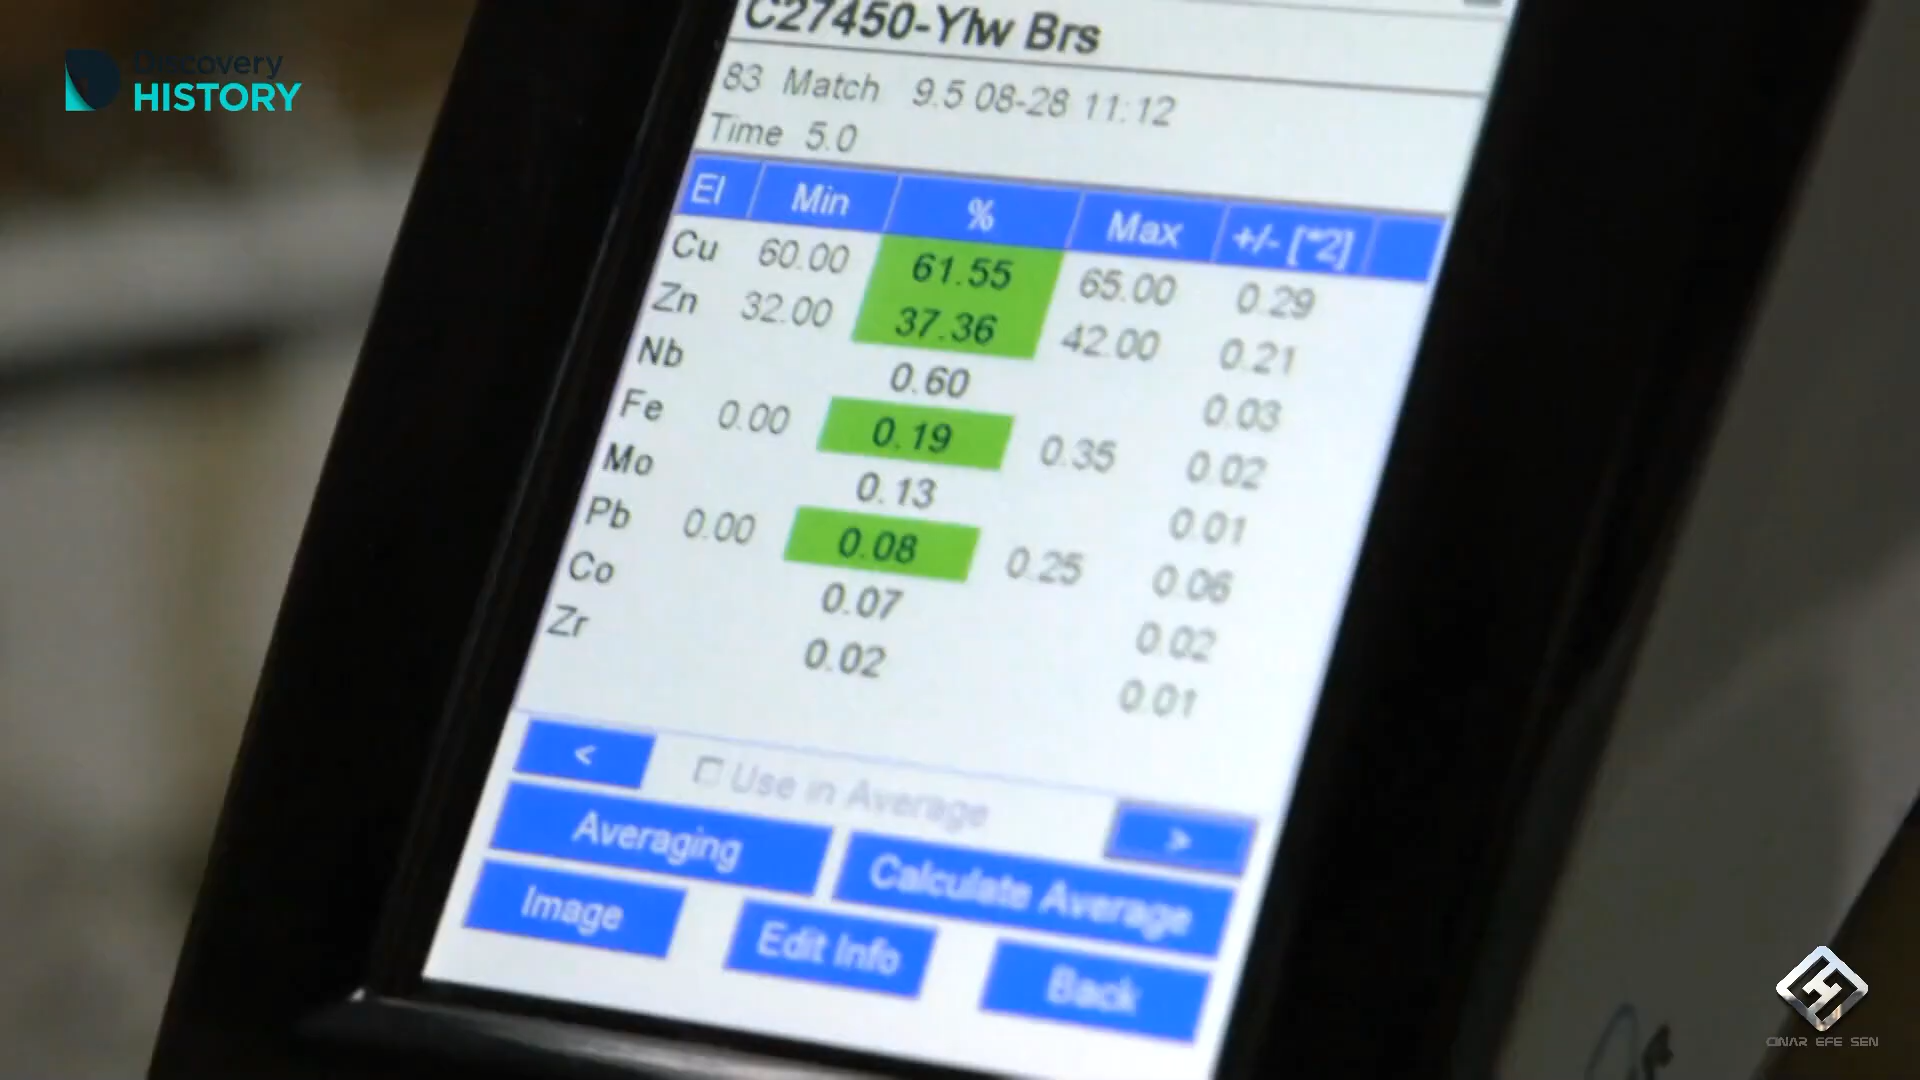 Discovery
HISTORY
C27450-Ylw Brs
83 Match 9.5 08-28 11:12
Time 5.0
El Min % Max +/- [*2]
Cu 60.00 61.55 65.00 0.29
Zn 32.00 37.36 42.00 0.21
Nb 0.60 0.03
Fe 0.00 0.19 0.35 0.02
Mo 0.13 0.01
Pb 0.00 0.08 0.25 0.06
Co 0.07 0.02
Zr 0.02 0.01
< Use in Average >
Averaging Calculate Average
Image Edit Info Back
CINAR EFE SEN